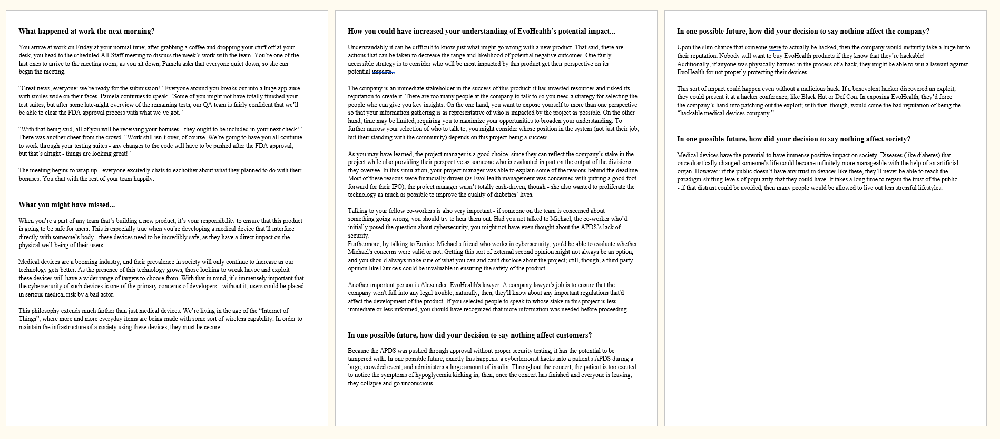 What happened at work the next morning?
You arrive at work on Friday at your normal time; after grabbing a coffee and dropping your stuff off at your
desk, you head to the scheduled All-Staff meeting to discuss the week's work with the team. You're one of the
last ones to arrive to the meeting room; as you sit down, Pamela asks that everyone quiet down, so she can
begin the meeting.
“Great news, everyone: we're ready for the submission!” Everyone around you breaks out into a huge applause,
with smiles wide on their faces. Pamela continues to speak. “Some of you might not have totally finished your
test suites, but after some late-night overview of the remaining tests, our QA team is fairly confident that we'll
be able to clear the FDA approval process with what we've got.”
“With that being said, all of you will be receiving your bonuses - they ought to be included in your next check!”
There was another cheer from the crowd. “Work still isn't over, of course. We're going to have you all continue
to work through your testing suites - any changes to the code will have to be pushed after the FDA approval,
but that's alright - things are looking great!”
The meeting begins to wrap up - everyone excitedly chats to eachother about what they planned to do with their
bonuses. You chat with the rest of your team happily.
What you might have missed...
When you're a part of any team that's building a new product, it's your responsibility to ensure that this product
is going to be safe for users. This is especially true when you're developing a medical device that'll interface
directly with someone's body - these devices need to be incredibly safe, as they have a direct impact on the
physical well-being of their users.
Medical devices are a booming industry, and their prevalence in society will only continue to increase as our
technology gets better. As the presence of this technology grows, those looking to wreak havoc and exploit
these devices will have a wider range of targets to choose from. With that in mind, it's immensely important that
the cybersecurity of such devices is one of the primary concerns of developers - without it, users could be placed
in serious medical risk by a bad actor.
This philosophy extends much farther than just medical devices. We're living in the age of the “Internet of
Things”, where more and more everyday items are being made with some sort of wireless capability. In order to
maintain the infrastructure of a society using these devices, they must be secure.
How you could have increased your understanding of EvoHealth's potential impact...
Understandably it can be difficult to know just what might go wrong with a new product. That said, there are
actions that can be taken to decrease the range and likelihood of potential negative outcomes. One fairly
accessible strategy is to consider who will be most impacted by this product get their perspective on its
potential impacts..
The company is an immediate stakeholder in the success of this product; it has invested resources and risked its
reputation to create it. There are too many people at the company to talk to so you need a strategy for selecting the
people who can give you key insights. On the one hand, you want to expose yourself to more than one perspective
so that your information gathering is as representative of who is impacted by the project as possible. On the other
hand, time may be limited, requiring you to maximize your opportunities to broaden your understanding. To
further narrow your selection of who to talk to, you might consider whose position in the system (not just their job,
but their standing with the community) depends on this project being a success.
As you may have learned, the project manager is a good choice, since they can reflect the company's stake in the
project while also providing their perspective as someone who is evaluated in part on the output of the divisions
they oversee. In this simulation, your project manager was able to explain some of the reasons behind the deadline.
Most of these reasons were financially driven (as EvoHealth management was concerned with putting a good foot
forward for their IPO); the project manager wasn't totally cash-driven, though - she also wanted to proliferate the
technology as much as possible to improve the quality of diabetics' lives.
Talking to your fellow co-workers is also very important - if someone on the team is concerned about
something going wrong, you should try to hear them out. Had you not talked to Michael, the co-worker who'd
initially posed the question about cybersecurity, you might not have even thought about the APDS's lack of
security.
Furthermore, by talking to Eunice, Michael's friend who works in cybersecurity, you'd be able to evaluate whether
Michael's concerns were valid or not. Getting this sort of external second opinion might not always be an option,
and you should always make sure of what you can and can't disclose about the project; still, though, a third party
opinion like Eunice's could be invaluable in ensuring the safety of the product.
Another important person is Alexander, EvoHealth's lawyer. A company lawyer's job is to ensure that the
company won't fall into any legal trouble; naturally, then, they'll know about any important regulations that'd
affect the development of the product. If you selected people to speak to whose stake in this project is less
immediate or less informed, you should have recognized that more information was needed before proceeding.
In one possible future, how did your decision to say nothing affect customers?
Because the APDS was pushed through approval without proper security testing, it has the potential to be
tampered with. In one possible future, exactly this happens: a cyberterrorist hacks into a patient's APDS during a
large, crowded event, and administers a large amount of insulin. Throughout the concert, the patient is too excited
to notice the symptoms of hypoglycemia kicking in; then, once the concert has finished and everyone is leaving,
they collapse and go unconscious.
In one possible future, how did your decision to say nothing affect the company?
Upon the slim chance that someone were to actually be hacked, then the company would instantly take a huge hit to
their reputation. Nobody will want to buy EvoHealth products if they know that they're hackable!
Additionally, if anyone was physically harmed in the process of a hack, they might be able to win a lawsuit against
EvoHealth for not properly protecting their devices.
This sort of impact could happen even without a malicious hack. If a benevolent hacker discovered an exploit,
they could present it at a hacker conference, like Black Hat or Def Con. In exposing EvoHealth, they'd force
the company's hand into patching out the exploit; with that, though, would come the bad reputation of being the
“hackable medical devices company.”
In one possible future, how did your decision to say nothing affect society?
Medical devices have the potential to have immense positive impact on society. Diseases (like diabetes) that
once drastically changed someone's life could become infinitely more manageable with the help of an artificial
organ. However: if the public doesn't have any trust in devices like these, they'll never be able to reach the
paradigm-shifting levels of popularity that they could have. It takes a long time to regain the trust of the public
- if that distrust could be avoided, then many people would be allowed to live out less stressful lifestyles.